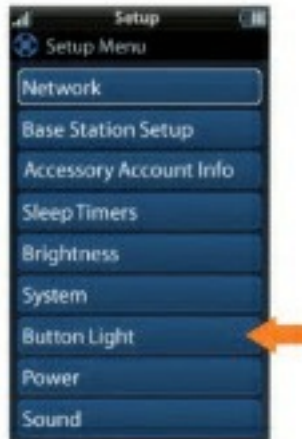 Setup
Setup Menu
Network
Base Station Setup
Accessory Account Info
Sleep Timers
Brightness
System
Button Light
Power
Sound